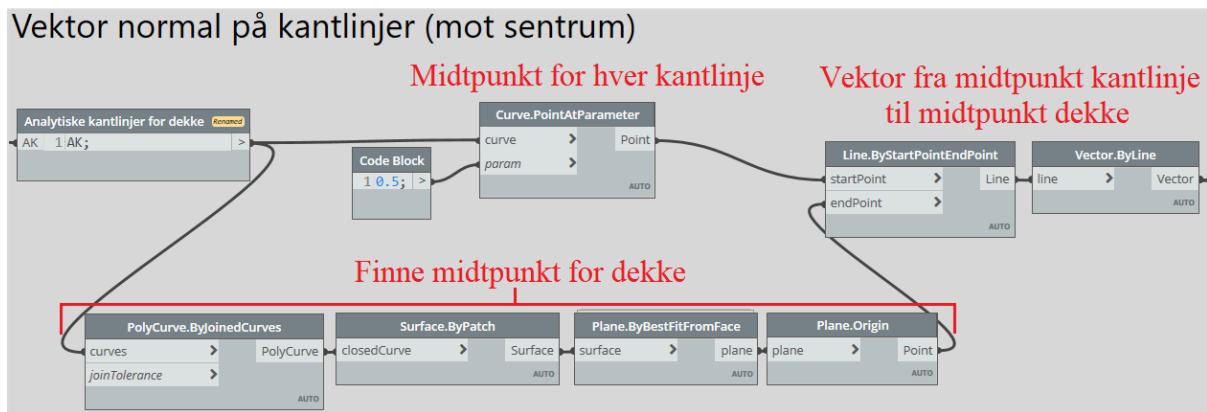 Vektor normal på kantlinjer (mot sentrum)
Midtpunkt for hver kantlinje
Vektor fra midtpunkt kantlinje
til midtpunkt dekke
Analytiske kantlinjer for dekke Renamed
AK 1 AK; >
Code Block
1 0.5; >
Curve.PointAtParameter
curve > Point
param >
AUTO
Line.ByStartPointEndPoint
startPoint > Line
endPoint >
AUTO
Vector.ByLine
line > Vector
AUTO
Finne midtpunkt for dekke
PolyCurve.ByJoinedCurves
curves > PolyCurve
joinTolerance >
AUTO
Surface.ByPatch
closedCurve > Surface
AUTO
Plane.ByBestFitFromFace
surface > plane
AUTO
Plane.Origin
plane > Point
AUTO